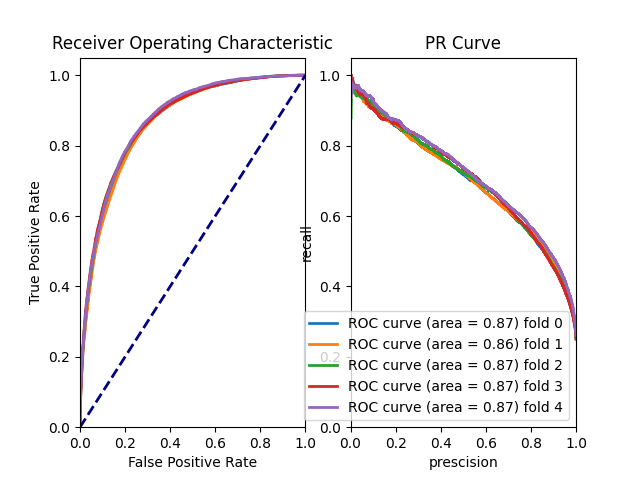 Receiver Operating Characteristic
True Positive Rate
1.0
0.8
0.6
0.4
0.2
0.0
0.0 0.2 0.4 0.6 0.8 1.0
False Positive Rate
PR Curve
recall
1.0
0.8
0.6
0.4
0.2
0.0
0.0 0.2 0.4 0.6 0.8 1.0
prescision
ROC curve (area = 0.87) fold 0
ROC curve (area = 0.86) fold 1
ROC curve (area = 0.87) fold 2
ROC curve (area = 0.87) fold 3
ROC curve (area = 0.87) fold 4